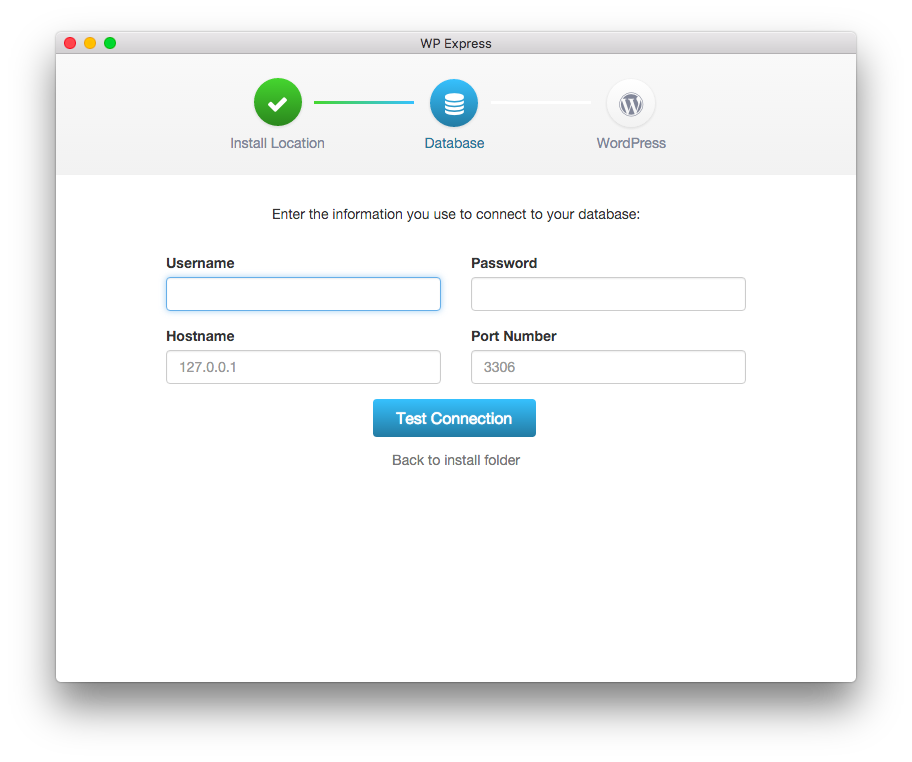 WP Express
Install Location
Database
WordPress
Enter the information you use to connect to your database:
Username
Password
Hostname
Port Number
127.0.0.1
3306
Test Connection
Back to install folder